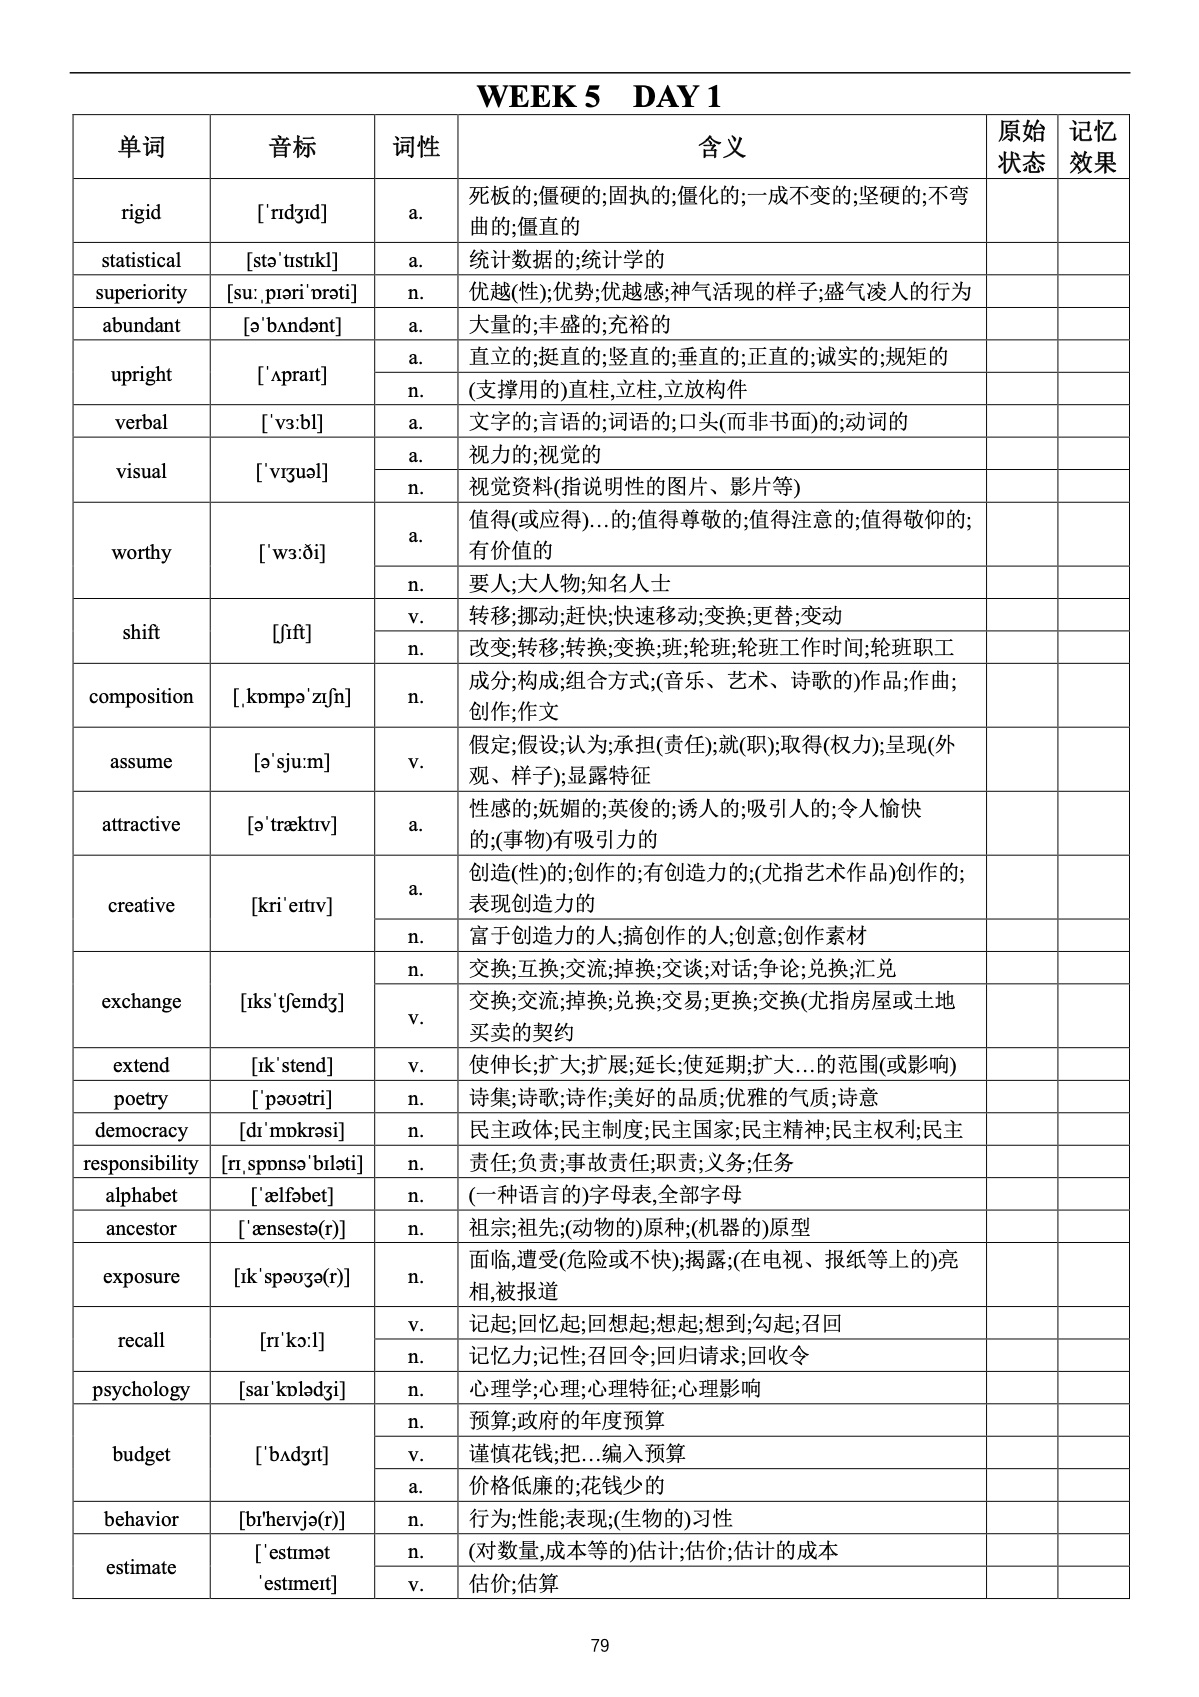 WEEK 5 DAY 1
单词 音标 词性 含义 原始状态 记忆效果
rigid [ˈrɪdʒɪd] a. 死板的;僵硬的;固执的;僵化的;一成不变的;坚硬的;不弯
曲的;僵直的
statistical [stəˈtɪstɪkl] a. 统计数据的;统计学的
superiority [suːˌpɪəriˈɒrəti] n. 优越(性);优势;优越感;神气活现的样子;盛气凌人的行为
abundant [əˈbʌndənt] a. 大量的;丰盛的;充裕的
upright [ˈʌpraɪt] a. 直立的;挺直的;竖直的;垂直的;正直的;诚实的;规矩的
n. (支撑用的)直柱,立柱,立放构件
verbal [ˈvɜːbl] a. 文字的;言语的;词语的;口头(而非书面)的;动词的
visual [ˈvɪʒuəl] a. 视力的;视觉的
n. 视觉资料(指说明性的图片、影片等)
worthy [ˈwɜːði] a. 值得(或应得)…的;值得尊敬的;值得注意的;值得敬仰的;
有价值的
n. 要人;大人物;知名人士
shift [ʃɪft] v. 转移;挪动;赶快;快速移动;变换;更替;变动
n. 改变;转移;转换;变换;班;轮班;轮班工作时间;轮班职工
composition [ˌkɒmpəˈzɪʃn] n. 成分;构成;组合方式;(音乐、艺术、诗歌的)作品;作曲;
创作;作文
assume [əˈsjuːm] v. 假定;假设;认为;承担(责任);就(职);取得(权力);呈现(外
观、样子);显露特征
attractive [əˈtræktɪv] a. 性感的;妩媚的;英俊的;诱人的;吸引人的;令人愉快
的;(事物)有吸引力的
creative [kriˈeɪtɪv] a. 创造(性)的;创作的;有创造力的;(尤指艺术作品)创作的;
表现创造力的
n. 富于创造力的人;搞创作的人;创意;创作素材
exchange [ɪksˈtʃeɪndʒ] n. 交换;互换;交流;掉换;交谈;对话;争论;兑换;汇兑
v. 交换;交流;掉换;兑换;交易;更换;交换(尤指房屋或土地
买卖的契约
extend [ɪkˈstend] v. 使伸长;扩大;扩展;延长;使延期;扩大…的范围(或影响)
poetry [ˈpəʊətri] n. 诗集;诗歌;诗作;美好的品质;优雅的气质;诗意
democracy [dɪˈmɒkrəsi] n. 民主政体;民主制度;民主国家;民主精神;民主权利;民主
responsibility [rɪˌspɒnsəˈbɪləti] n. 责任;负责;事故责任;职责;义务;任务
alphabet [ˈælfəbet] n. (一种语言的)字母表,全部字母
ancestor [ˈænsestə(r)] n. 祖宗;祖先;(动物的)原种;(机器的)原型
exposure [ɪkˈspəʊʒə(r)] n. 面临,遭受(危险或不快);揭露;(在电视、报纸等上的)亮
相,被报道
recall [rɪˈkɔːl] v. 记起;回忆起;回想起;想起;想到;勾起;召回
n. 记忆力;记性;召回令;回归请求;回收令
psychology [saɪˈkɒlədʒi] n. 心理学;心理;心理特征;心理影响
budget [ˈbʌdʒɪt] n. 预算;政府的年度预算
v. 谨慎花钱;把…编入预算
a. 价格低廉的;花钱少的
behavior [bɪ'heɪvjə(r)] n. 行为;性能;表现;(生物的)习性
estimate [ˈestɪmət n. (对数量,成本等的)估计;估价;估计的成本
ˈestɪmeɪt] v. 估价;估算
79